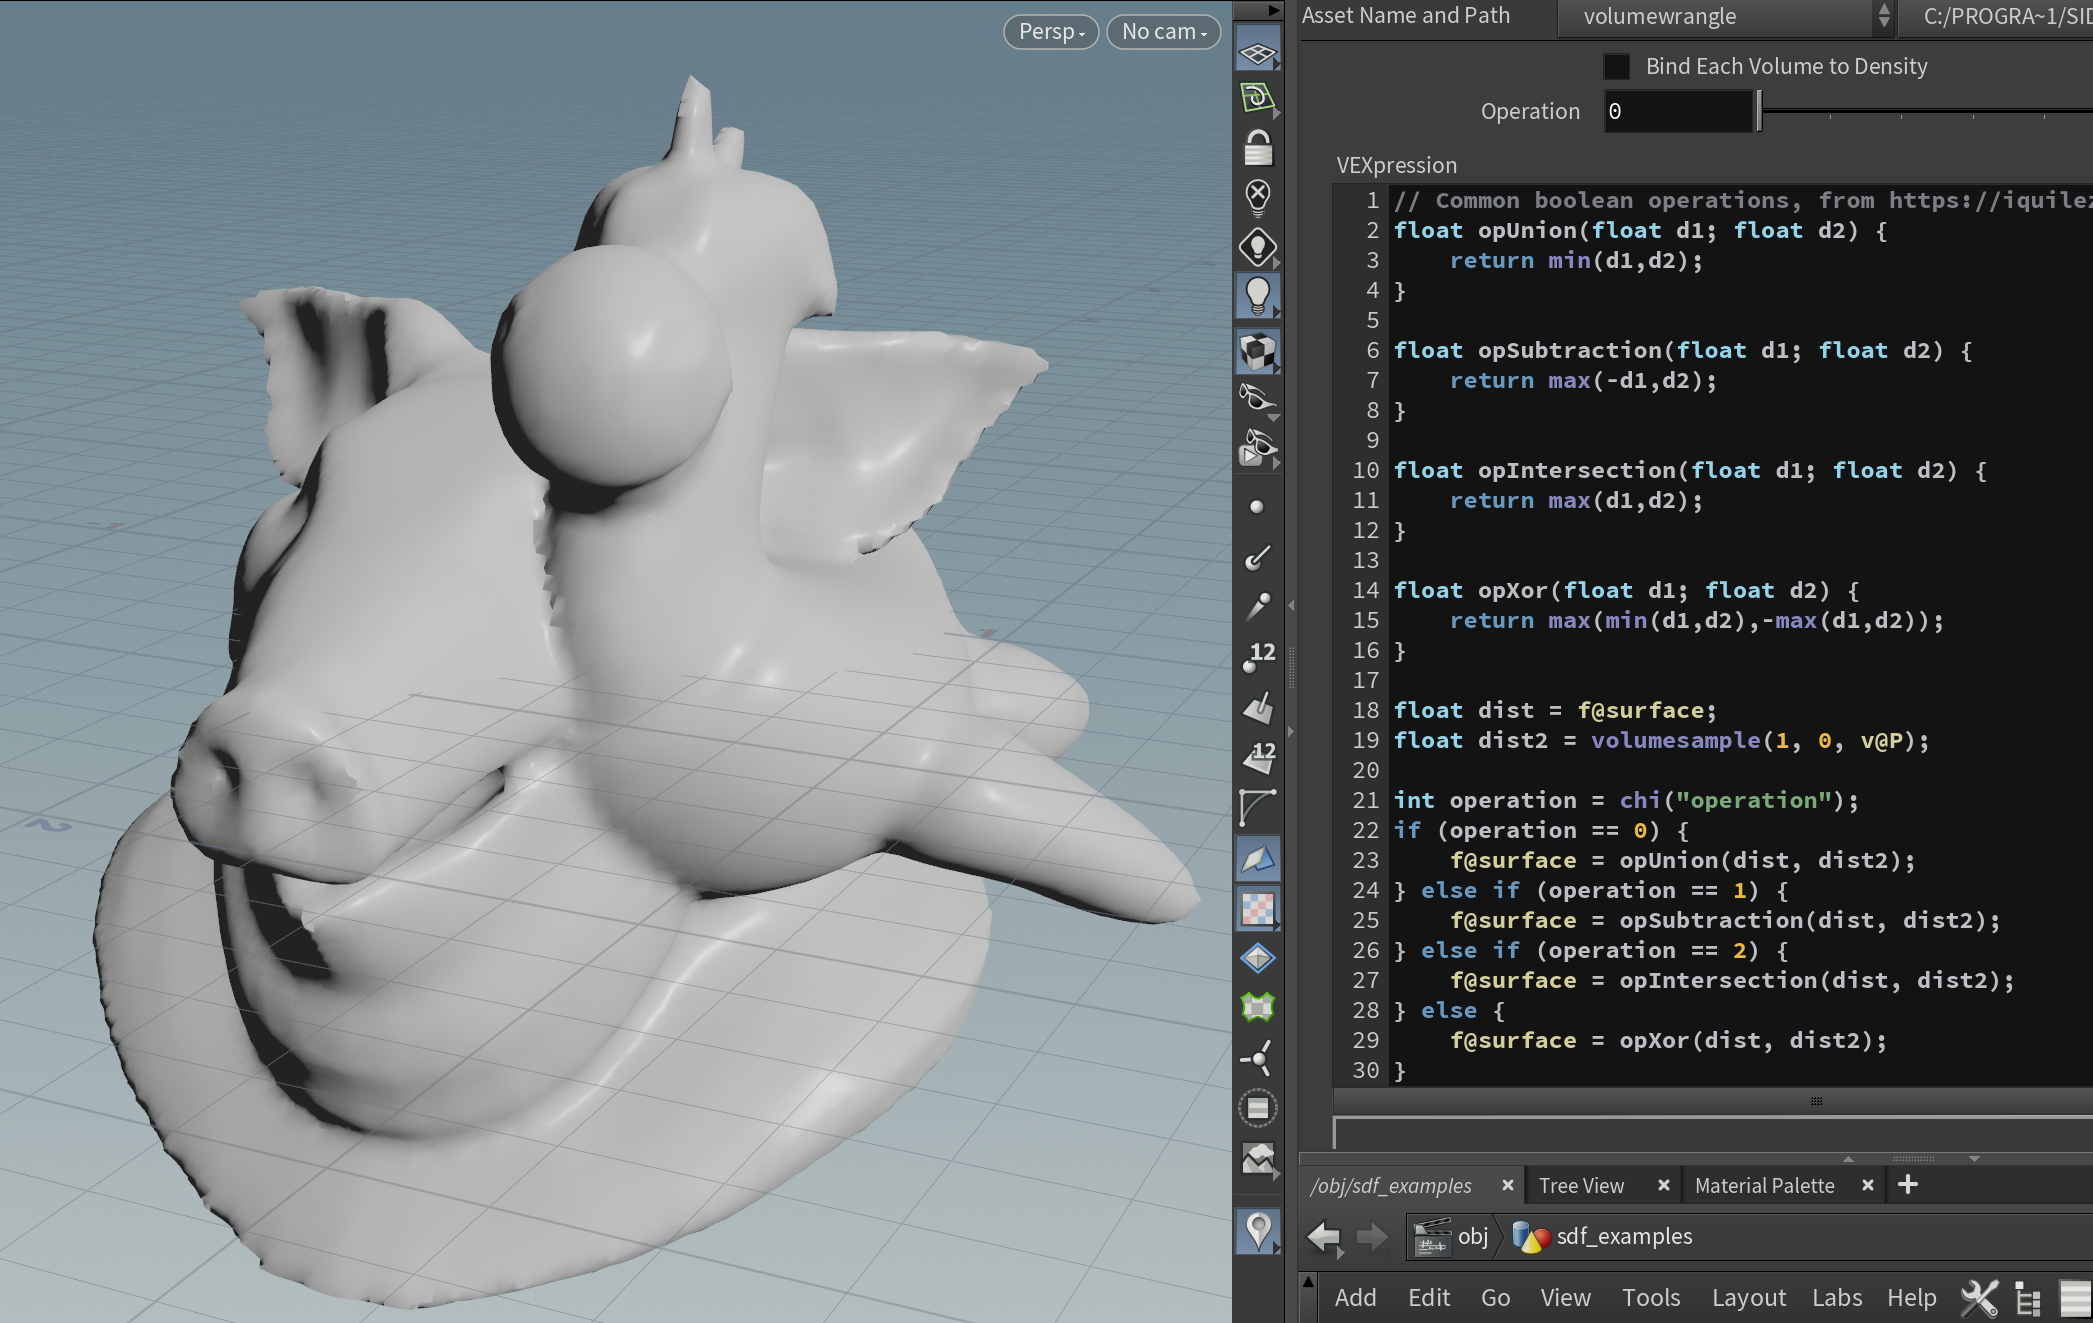 Persp
No cam
12
12
2
Asset Name and Path
volumewrangle
C:/PROGRA~1/SID
Bind Each Volume to Density
Operation
0
VEXpression
1 // Common boolean operations, from https://iquilez
2 float opUnion(float d1; float d2) {
3     return min(d1,d2);
4 }
5
6 float opSubtraction(float d1; float d2) {
7     return max(-d1,d2);
8 }
9
10 float opIntersection(float d1; float d2) {
11     return max(d1,d2);
12 }
13
14 float opXor(float d1; float d2) {
15     return max(min(d1,d2),-max(d1,d2));
16 }
17
18 float dist = f@surface;
19 float dist2 = volumesample(1, 0, v@P);
20
21 int operation = chi("operation");
22 if (operation == 0) {
23     f@surface = opUnion(dist, dist2);
24 } else if (operation == 1) {
25     f@surface = opSubtraction(dist, dist2);
26 } else if (operation == 2) {
27     f@surface = opIntersection(dist, dist2);
28 } else {
29     f@surface = opXor(dist, dist2);
30 }
/obj/sdf_examples
Tree View
Material Palette
obj
sdf_examples
Add Edit Go View Tools Layout Labs Help